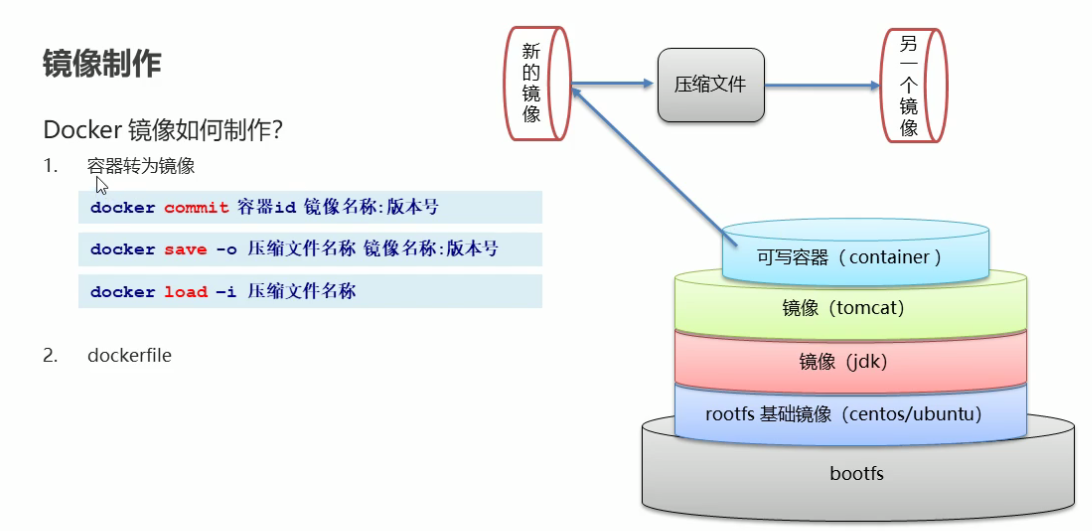 镜像制作
Docker 镜像如何制作?
1. 容器转为镜像
docker commit 容器id 镜像名称:版本号
docker save -o 压缩文件名称 镜像名称:版本号
docker load –i 压缩文件名称
2. dockerfile
新的镜像
压缩文件
另一个镜像
可写容器（container）
镜像（tomcat）
镜像（jdk）
rootfs 基础镜像（centos/ubuntu）
bootfs